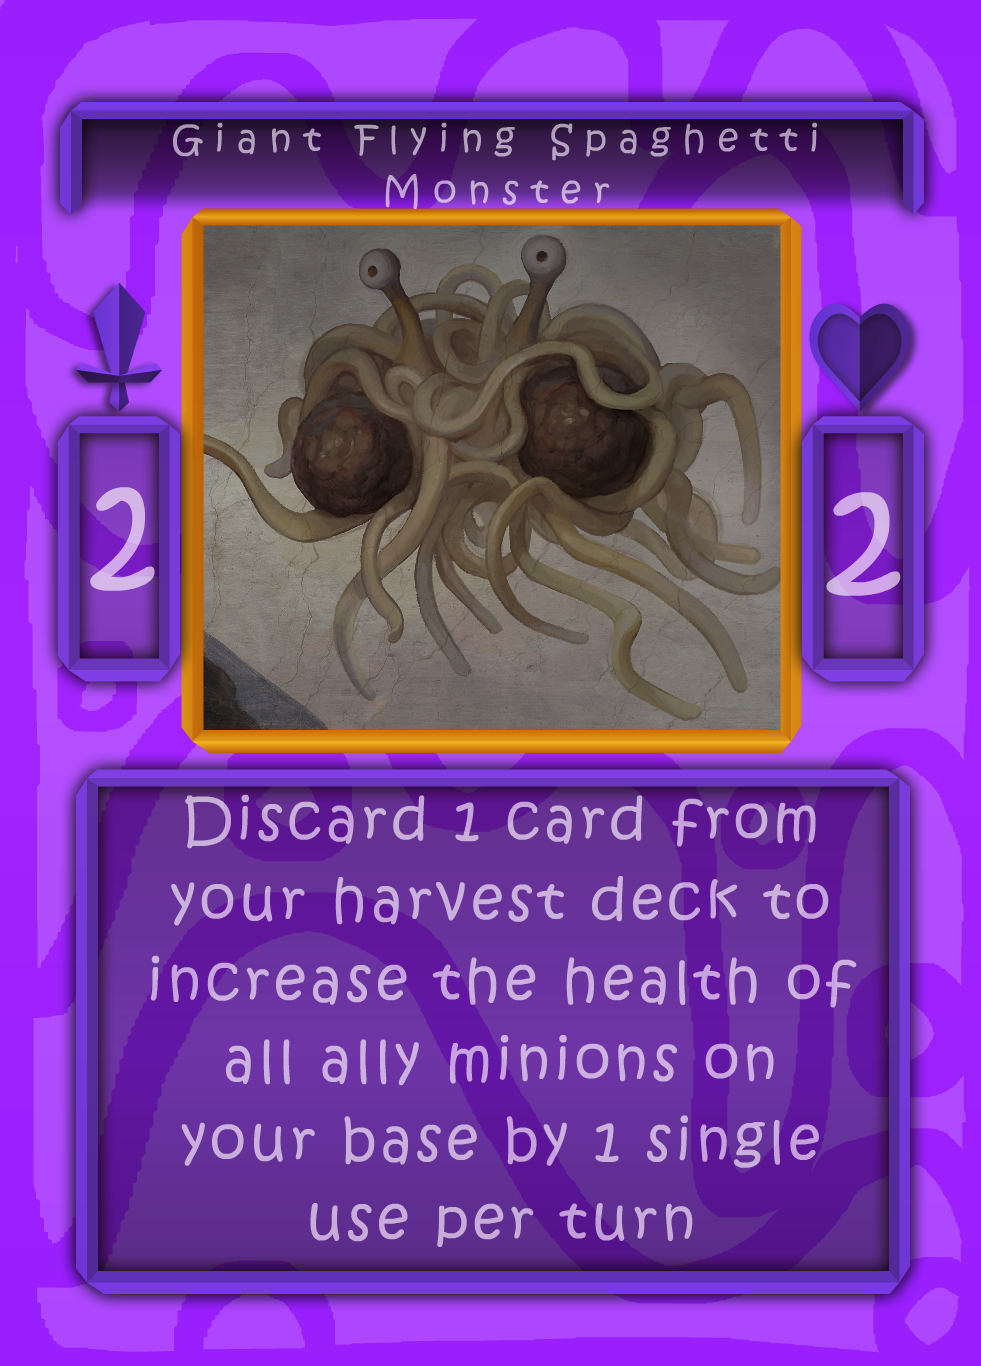 Giant Flying Spaghetti
Monster
2
2
Discard 1 card from
your harvest deck to
increase the health of
all ally minions on
your base by 1 single
use per turn